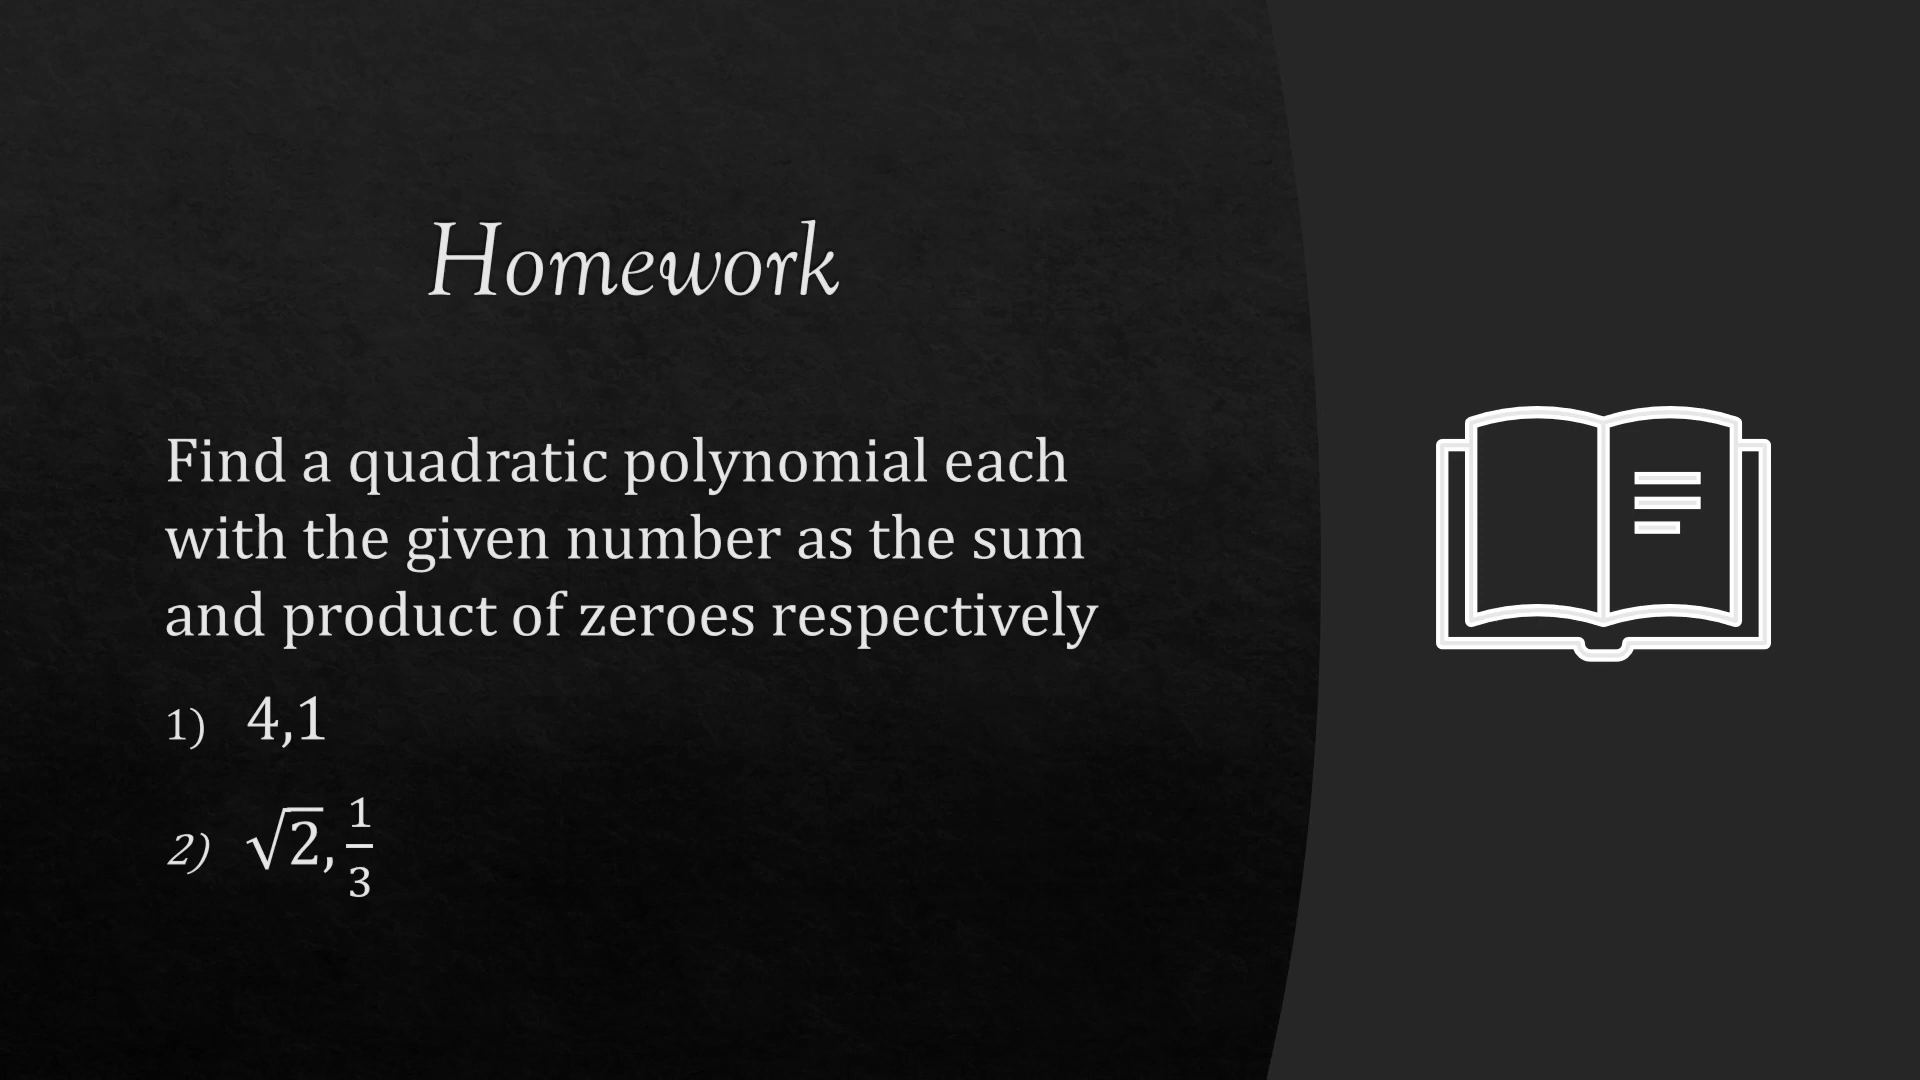 Homework
Find a quadratic polynomial each
with the given number as the sum
and product of zeroes respectively
1) 4,1
2) √2, 1/3